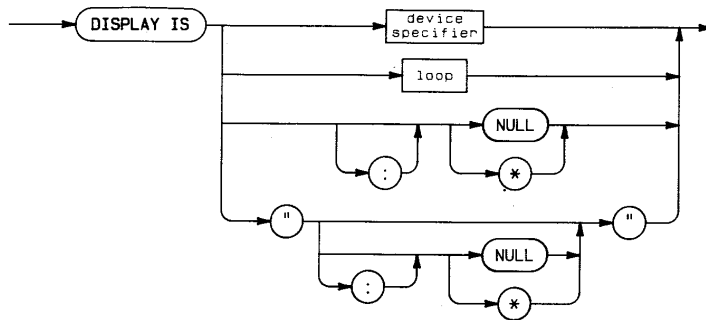 DISPLAY IS
device
specifier
loop
NULL
:
*
"
"
NULL
:
*